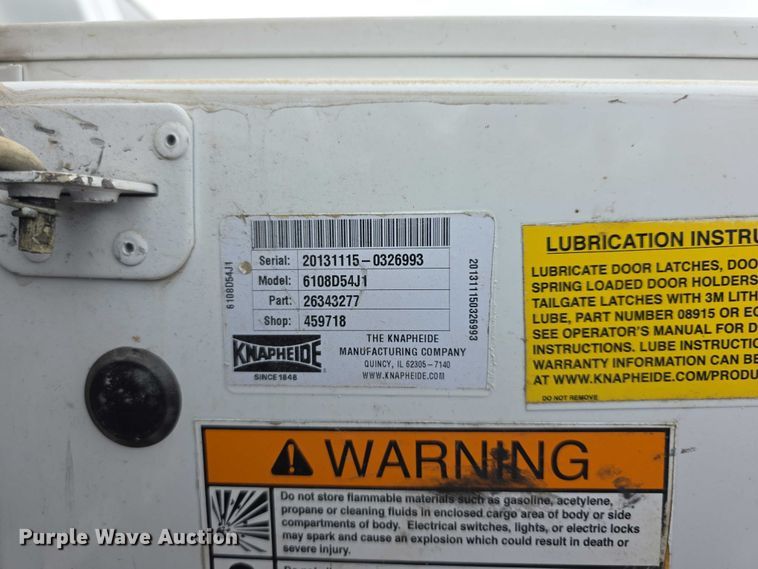 Serial: 20131115-0326993
Model: 6108D54J1
Part: 26343277
Shop: 459718
6108D54J1
201311150326993
KNAPHEIDE
SINCE 1848
THE KNAPHEIDE
MANUFACTURING COMPANY
QUINCY, IL 62305-7140
WWW.KNAPHEIDE.COM
LUBRICATION INSTRU
LUBRICATE DOOR LATCHES, DOO
SPRING LOADED DOOR HOLDERS
TAILGATE LATCHES WITH 3M LITH
LUBE, PART NUMBER 08915 OR EQ
SEE OPERATOR'S MANUAL FOR D
INSTRUCTIONS. LUBE INSTRUCTIO
WARRANTY INFORMATION CAN BE
AT WWW.KNAPHEIDE.COM/PRODU
DO NOT REMOVE
WARNING
Do not store flammable materials such as gasoline, acetylene,
propane or cleaning fluids in enclosed cargo area of body or side
compartments of body. Electrical switches, lights, or electric locks
may spark and cause an explosion which could result in death or
severe injury.
Purple Wave Auction